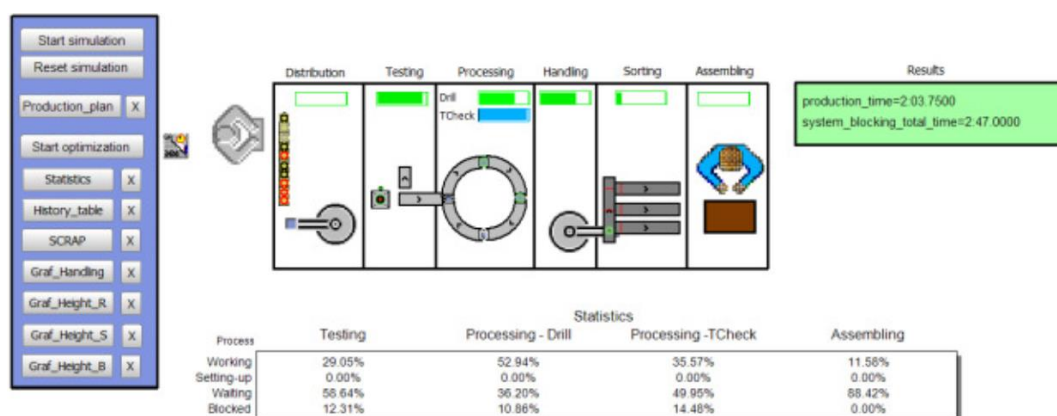 Start simulation
Reset simulation
Production_plan X
Start optimization
Statistics X
History_table X
SCRAP X
Graf_Handling X
Graf_Height_R X
Graf_Height_S X
Graf_Height_B X
Distribution Testing Processing Handling Sorting Assembling
Drill
TCheck
Results
production_time=2:03.7500
system_blocking_total_time=2:47.0000
Statistics
Process Testing Processing - Drill Processing -TCheck Assembling
Working 29.05% 52.94% 35.57% 11.58%
Setting-up 0.00% 0.00% 0.00% 0.00%
Waiting 58.64% 36.20% 49.95% 88.42%
Blocked 12.31% 10.86% 14.48% 0.00%